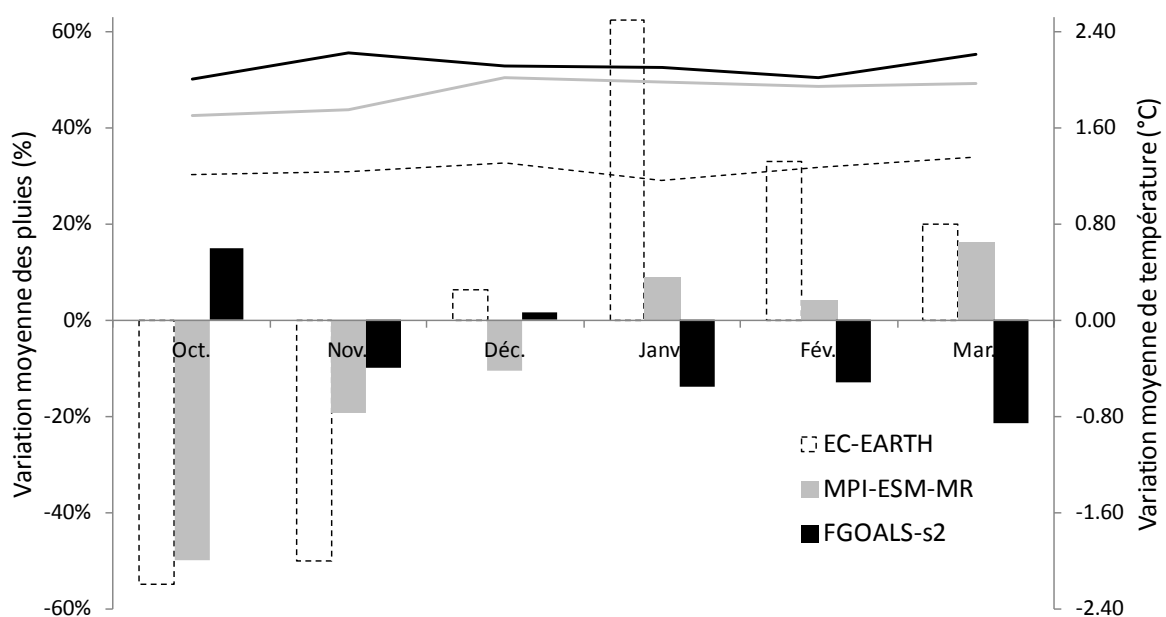 Variation moyenne des pluies (%)
60%
40%
20%
0%
-20%
-40%
-60%
Oct.
Nov.
Déc.
Janv
Fév.
Mar.
EC-EARTH
MPI-ESM-MR
FGOALS-s2
2.40
1.60
0.80
0.00
-0.80
-1.60
-2.40
Variation moyenne de température (°C)